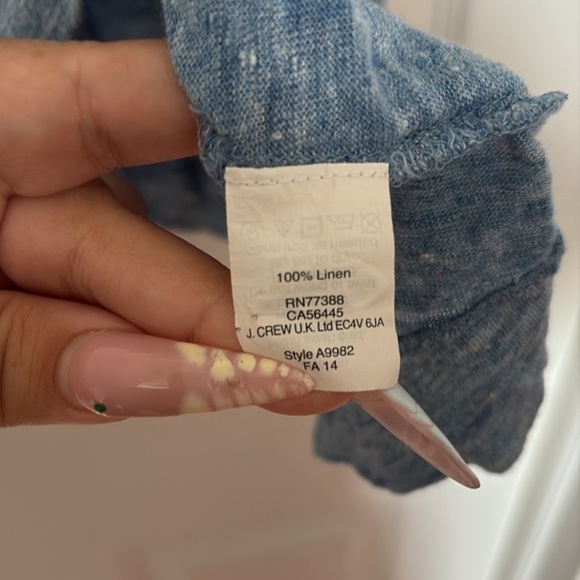 100% Linen
RN77388
CA56445
J. CREW U.K. Ltd EC4V 6JA
Style A9982
FA 14